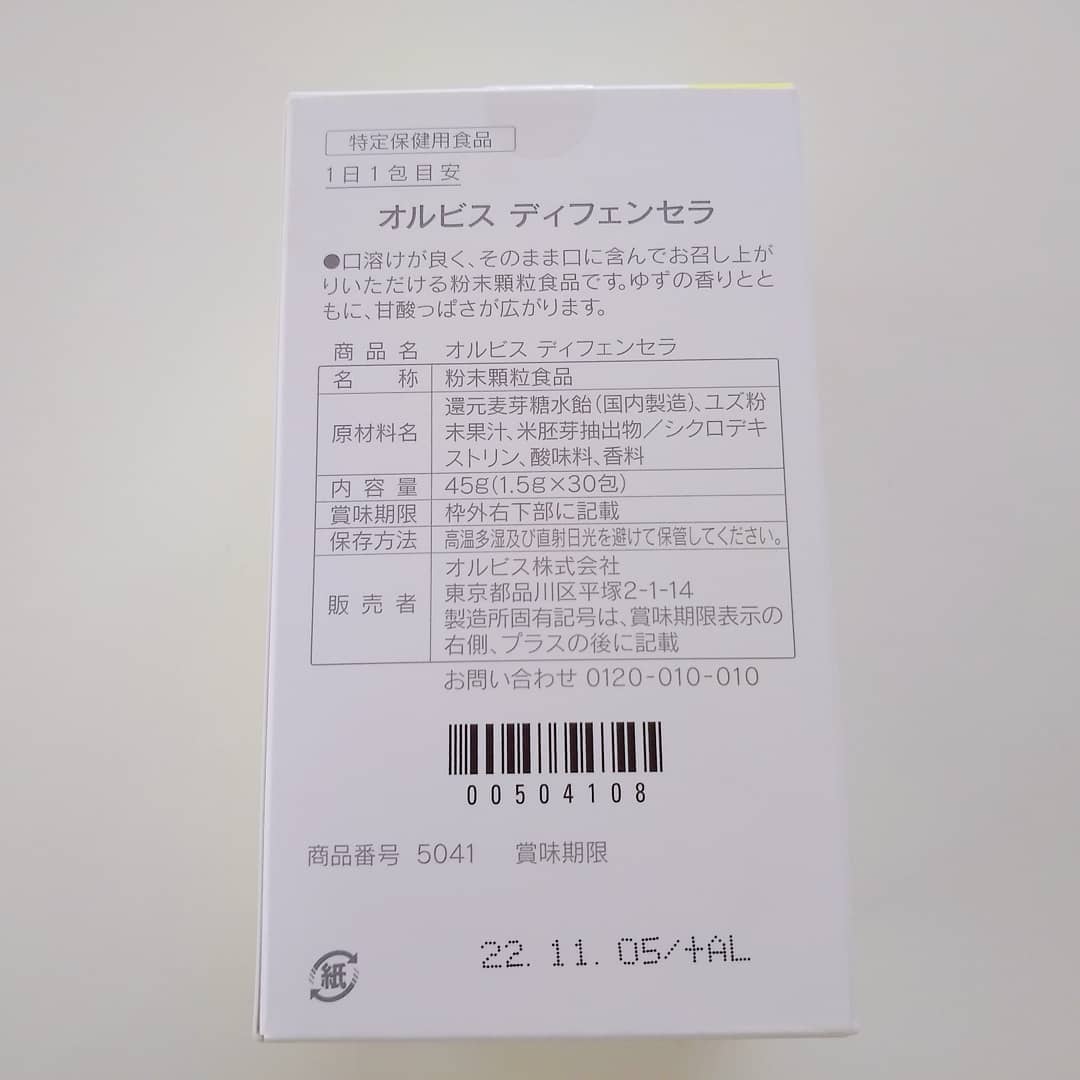 特定保健用食品
1日1包目安
オルビス ディフェンセラ
●口溶けが良く、そのまま口に含んでお召し上が
りいただける粉末顆粒食品です。ゆずの香りとと
もに、甘酸っぱさが広がります。
商品名 オルビス ディフェンセラ
名称 粉末顆粒食品
原材料名 還元麦芽糖水飴(国内製造)、ユズ粉
末果汁、米胚芽抽出物/シクロデキ
ストリン、酸味料、香料
内容量 45g(1.5g×30包)
賞味期限 枠外右下部に記載
保存方法 高温多湿及び直射日光を避けて保管してください。
販売者 オルビス株式会社
東京都品川区平塚2-1-14
製造所固有記号は、賞味期限表示の
右側、プラスの後に記載
お問い合わせ 0120-010-010
00504108
商品番号 5041 賞味期限
22.11.05/+AL
紙